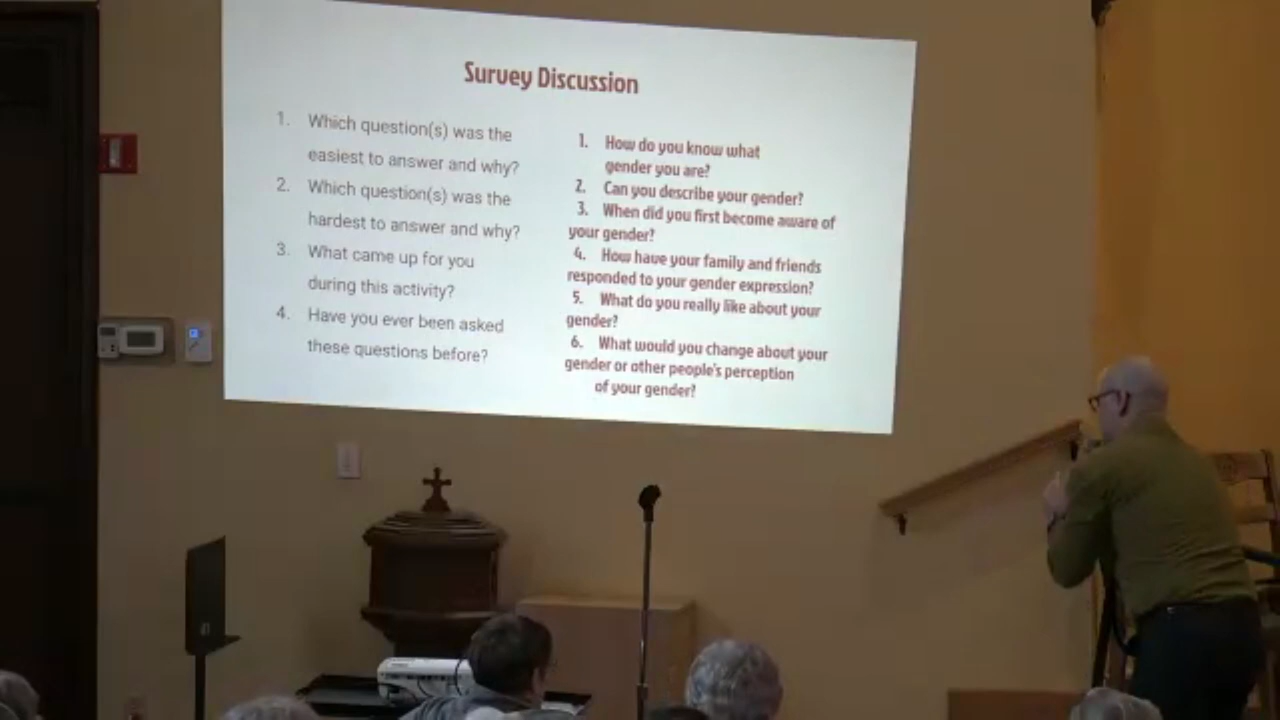 Survey Discussion
1. Which question(s) was the
easiest to answer and why?
2. Which question(s) was the
hardest to answer and why?
3. What came up for you
during this activity?
4. Have you ever been asked
these questions before?
1. How do you know what
gender you are?
2. Can you describe your gender?
3. When did you first become aware of
your gender?
4. How have your family and friends
responded to your gender expression?
5. What do you really like about your
gender?
6. What would you change about your
gender or other people's perception
of your gender?